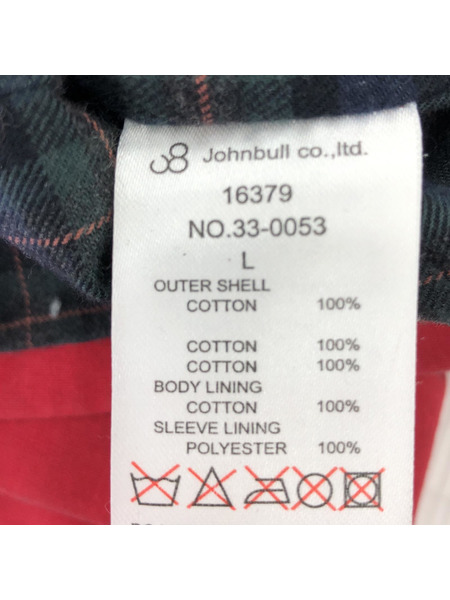 Johnbull co.,ltd.
16379
NO.33-0053
L
OUTER SHELL
COTTON 100%
COTTON 100%
COTTON 100%
BODY LINING
COTTON 100%
SLEEVE LINING
POLYESTER 100%